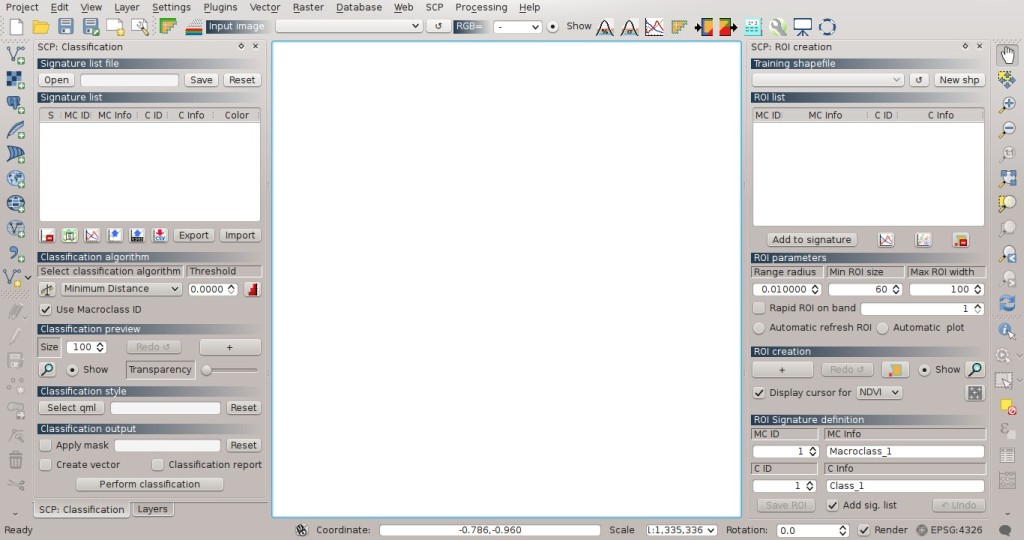 Project Edit View Layer Settings Plugins Vector Raster Database Web SCP Processing Help
Input image RGB= - Show
SCP: Classification
Signature list file
Open Save Reset
Signature list
S MC ID MC Info C ID C Info Color
Export Import
Classification algorithm
Select classification algorithm Threshold
Minimum Distance 0.0000
Use Macroclass ID
Classification preview
Size 100 Redo ↺ +
Show Transparency
Classification style
Select qml Reset
Classification output
Apply mask Reset
Create vector Classification report
Perform classification
SCP: Classification Layers
SCP: ROI creation
Training shapefile
New shp
ROI list
MC ID MC Info C ID C Info
Add to signature
ROI parameters
Range radius Min ROI size Max ROI width
0.010000 60 100
Rapid ROI on band 1
Automatic refresh ROI Automatic plot
ROI creation
+ Redo ↺ Show
Display cursor for NDVI
ROI Signature definition
MC ID MC Info
1 Macroclass_1
C ID C Info
1 Class_1
Save ROI Add sig. list Undo
Ready Coordinate: -0.786,-0.960 Scale 1:1,335,336 Rotation: 0.0 Render EPSG:4326